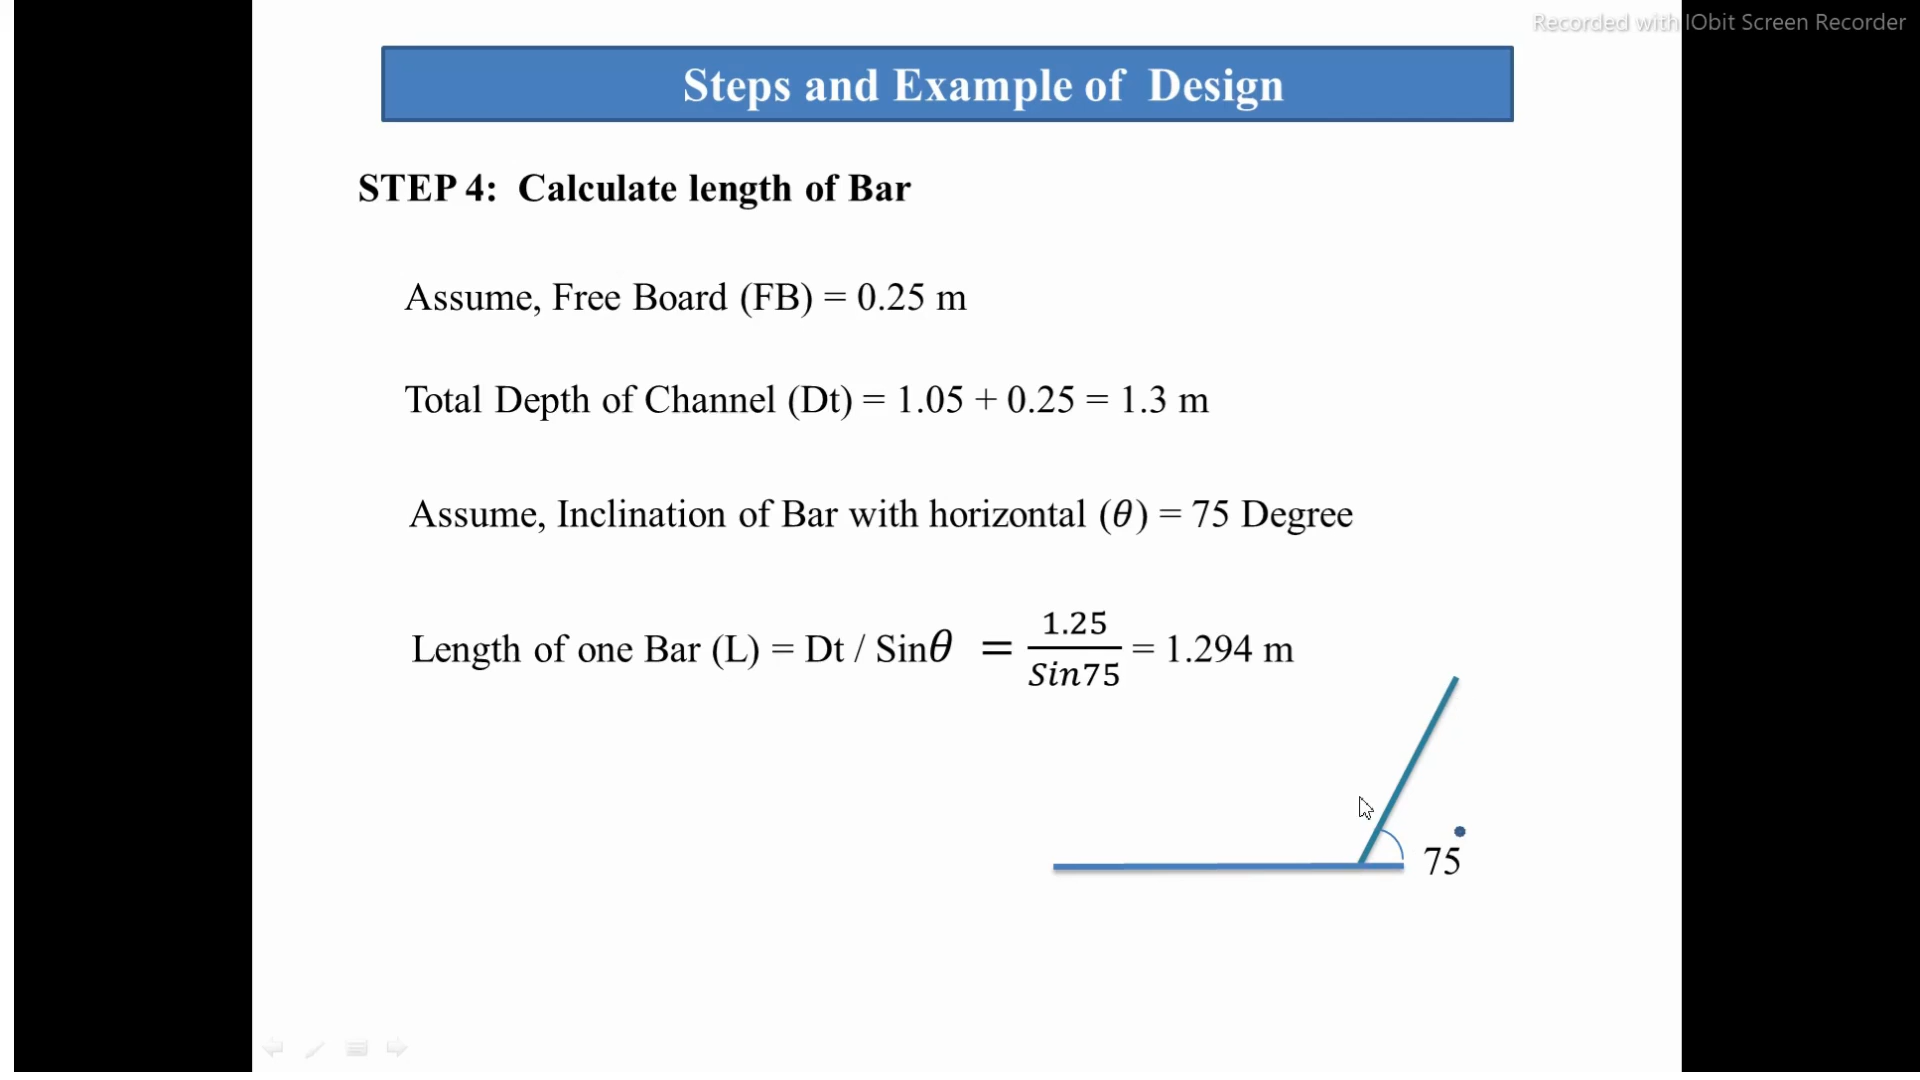 Recorded with IObit Screen Recorder
Steps and Example of Design
STEP 4: Calculate length of Bar
Assume, Free Board (FB) = 0.25 m
Total Depth of Channel (Dt) = 1.05 + 0.25 = 1.3 m
Assume, Inclination of Bar with horizontal (θ) = 75 Degree
Length of one Bar (L) = Dt / Sinθ = 1.25 / Sin75 = 1.294 m
75